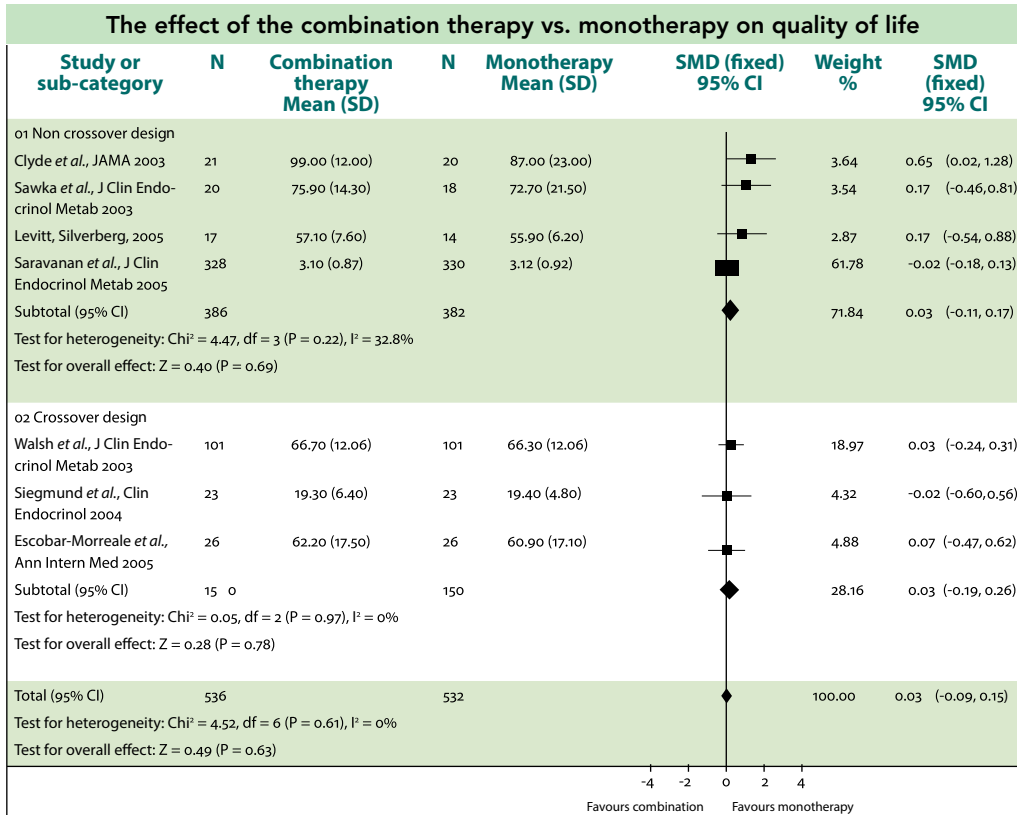 The effect of the combination therapy vs. monotherapy on quality of life
Study or sub-category N Combination therapy Mean (SD) N Monotherapy Mean (SD) SMD (fixed) 95% CI Weight % SMD (fixed) 95% CI
01 Non crossover design
Clyde et al., JAMA 2003 21 99.00 (12.00) 20 87.00 (23.00) 3.64 0.65 (0.02, 1.28)
Sawka et al., J Clin Endo- 20 75.90 (14.30) 18 72.70 (21.50) 3.54 0.17 (-0.46,0.81)
crinol Metab 2003
Levitt, Silverberg, 2005 17 57.10 (7.60) 14 55.90 (6.20) 2.87 0.17 (-0.54, 0.88)
Saravanan et al., J Clin 328 3.10 (0.87) 330 3.12 (0.92) 61.78 -0.02 (-0.18, 0.13)
Endocrinol Metab 2005
Subtotal (95% CI) 386 382 71.84 0.03 (-0.11, 0.17)
Test for heterogeneity: Chi² = 4.47, df = 3 (P = 0.22), I² = 32.8%
Test for overall effect: Z = 0.40 (P = 0.69)
02 Crossover design
Walsh et al., J Clin Endo- 101 66.70 (12.06) 101 66.30 (12.06) 18.97 0.03 (-0.24, 0.31)
crinol Metab 2003
Siegmund et al., Clin 23 19.30 (6.40) 23 19.40 (4.80) 4.32 -0.02 (-0.60,0.56)
Endocrinol 2004
Escobar-Morreale et al., 26 62.20 (17.50) 26 60.90 (17.10) 4.88 0.07 (-0.47, 0.62)
Ann Intern Med 2005
Subtotal (95% CI) 15 0 150 28.16 0.03 (-0.19, 0.26)
Test for heterogeneity: Chi² = 0.05, df = 2 (P = 0.97), I² = 0%
Test for overall effect: Z = 0.28 (P = 0.78)
Total (95% CI) 536 532 100.00 0.03 (-0.09, 0.15)
Test for heterogeneity: Chi² = 4.52, df = 6 (P = 0.61), I² = 0%
Test for overall effect: Z = 0.49 (P = 0.63)
-4 -2 0 2 4
Favours combination Favours monotherapy